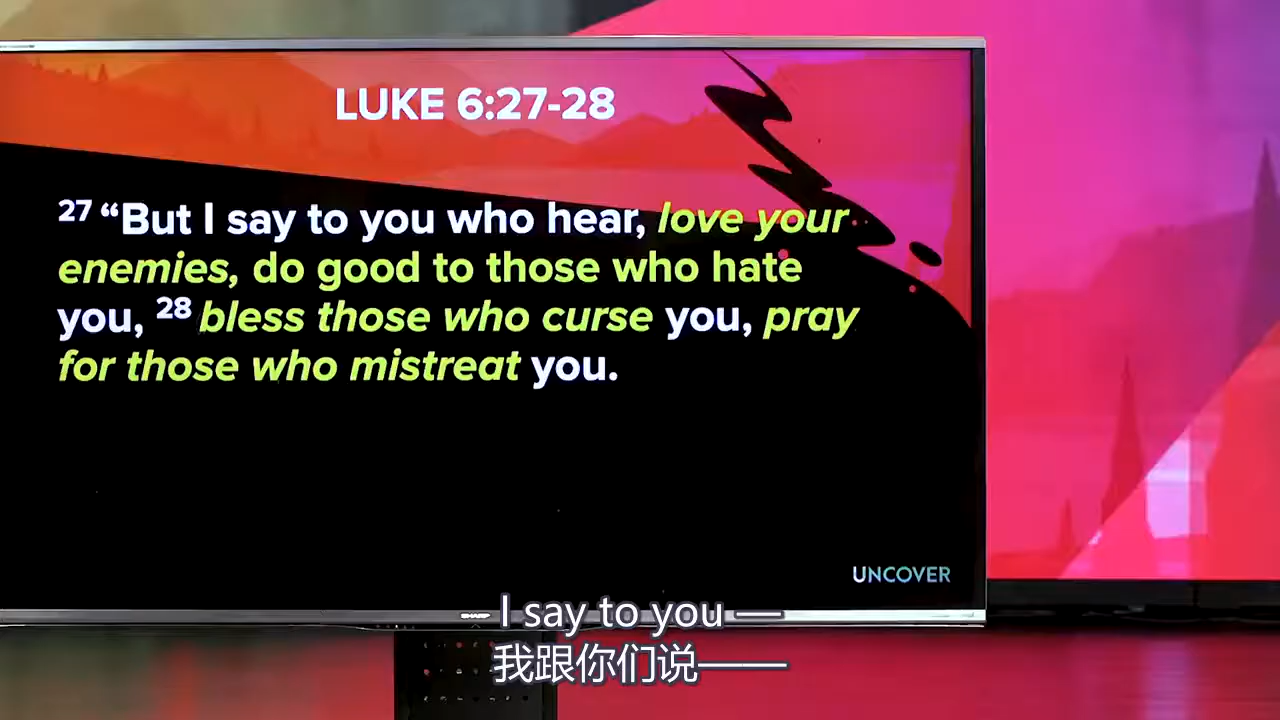 LUKE 6:27-28
27 “But I say to you who hear, love your
enemies, do good to those who hate
you, 28 bless those who curse you, pray
for those who mistreat you.
UNCOVER
SHARP
I say to you —
我跟你们说——